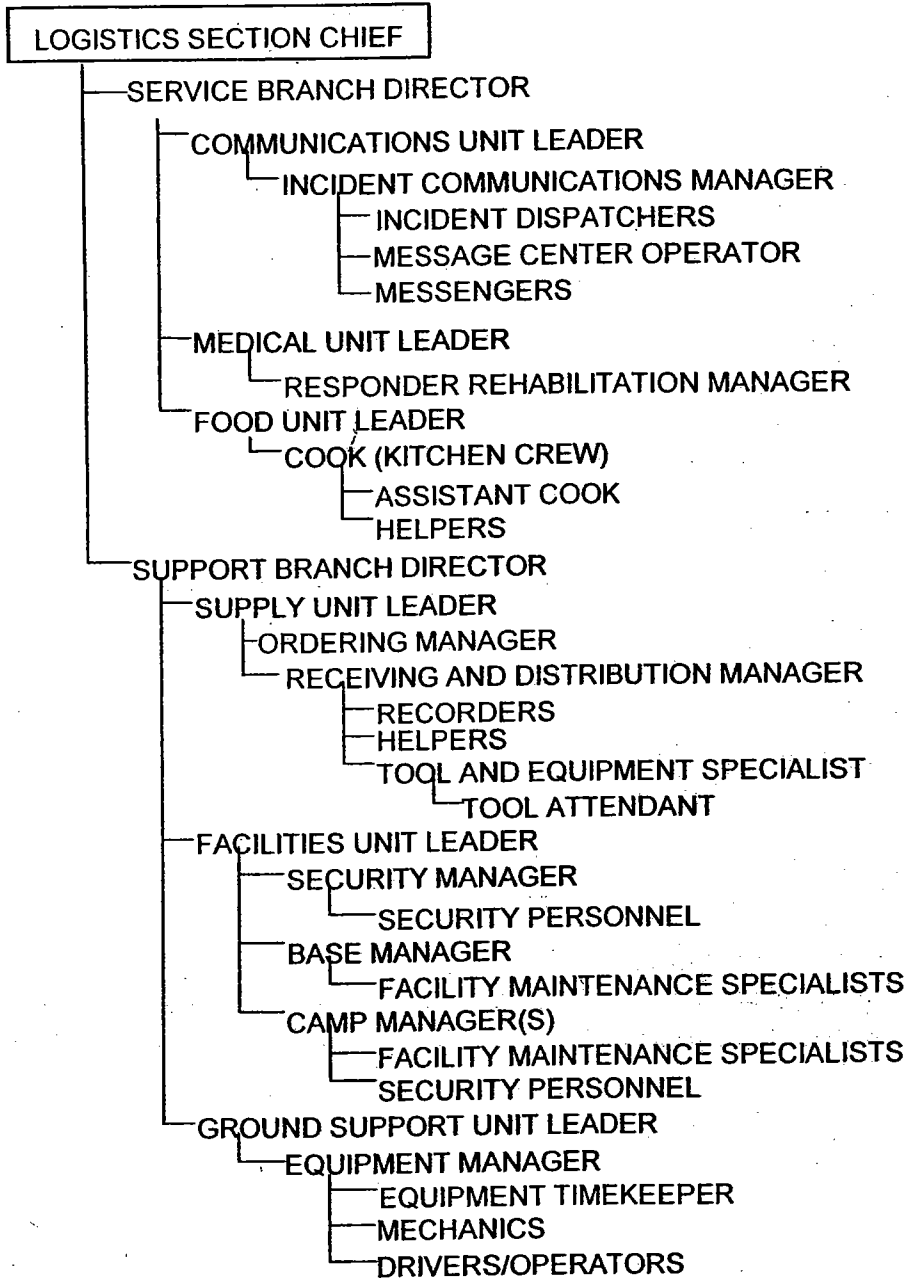 LOGISTICS SECTION CHIEF
SERVICE BRANCH DIRECTOR
COMMUNICATIONS UNIT LEADER
INCIDENT COMMUNICATIONS MANAGER
INCIDENT DISPATCHERS
MESSAGE CENTER OPERATOR
MESSENGERS
MEDICAL UNIT LEADER
RESPONDER REHABILITATION MANAGER
FOOD UNIT LEADER
COOK (KITCHEN CREW)
ASSISTANT COOK
HELPERS
SUPPORT BRANCH DIRECTOR
SUPPLY UNIT LEADER
ORDERING MANAGER
RECEIVING AND DISTRIBUTION MANAGER
RECORDERS
HELPERS
TOOL AND EQUIPMENT SPECIALIST
TOOL ATTENDANT
FACILITIES UNIT LEADER
SECURITY MANAGER
SECURITY PERSONNEL
BASE MANAGER
FACILITY MAINTENANCE SPECIALISTS
CAMP MANAGER(S)
FACILITY MAINTENANCE SPECIALISTS
SECURITY PERSONNEL
GROUND SUPPORT UNIT LEADER
EQUIPMENT MANAGER
EQUIPMENT TIMEKEEPER
MECHANICS
DRIVERS/OPERATORS